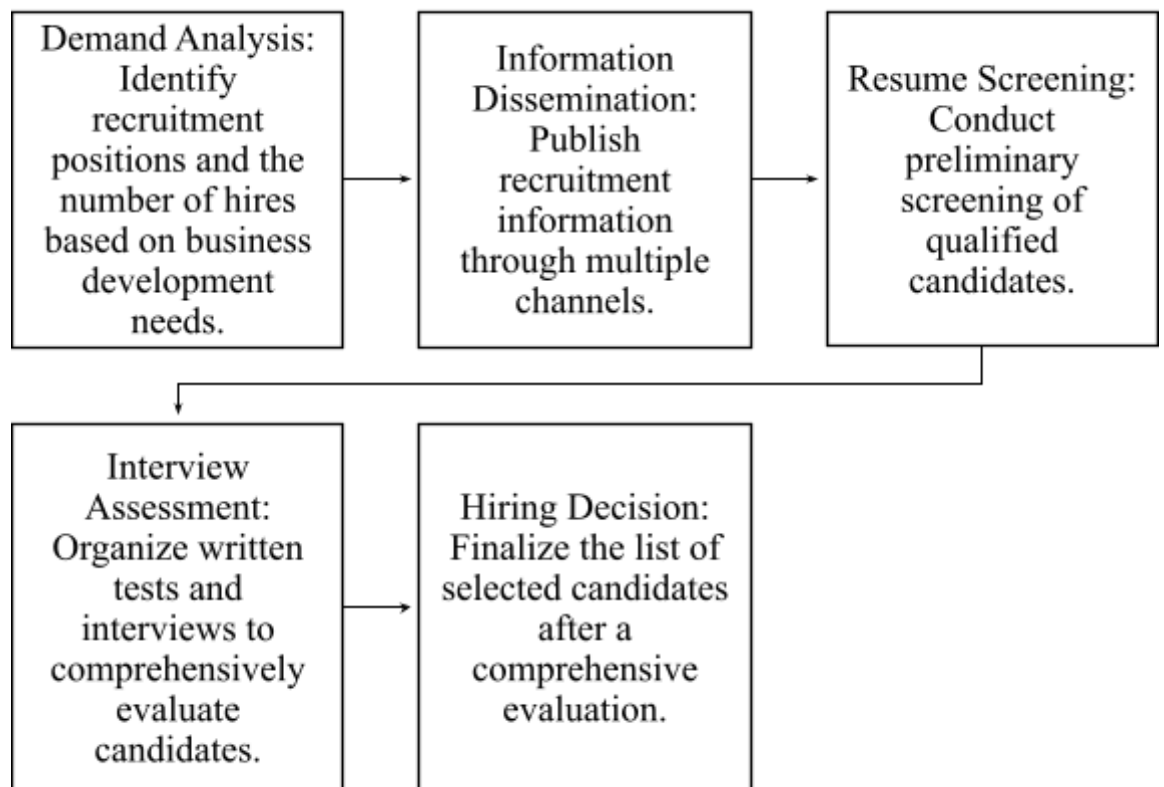 Demand Analysis:
Identify
recruitment
positions and the
number of hires
based on business
development
needs.
Information
Dissemination:
Publish
recruitment
information
through multiple
channels.
Resume Screening:
Conduct
preliminary
screening of
qualified
candidates.
Interview
Assessment:
Organize written
tests and
interviews to
comprehensively
evaluate
candidates.
Hiring Decision:
Finalize the list of
selected candidates
after a
comprehensive
evaluation.